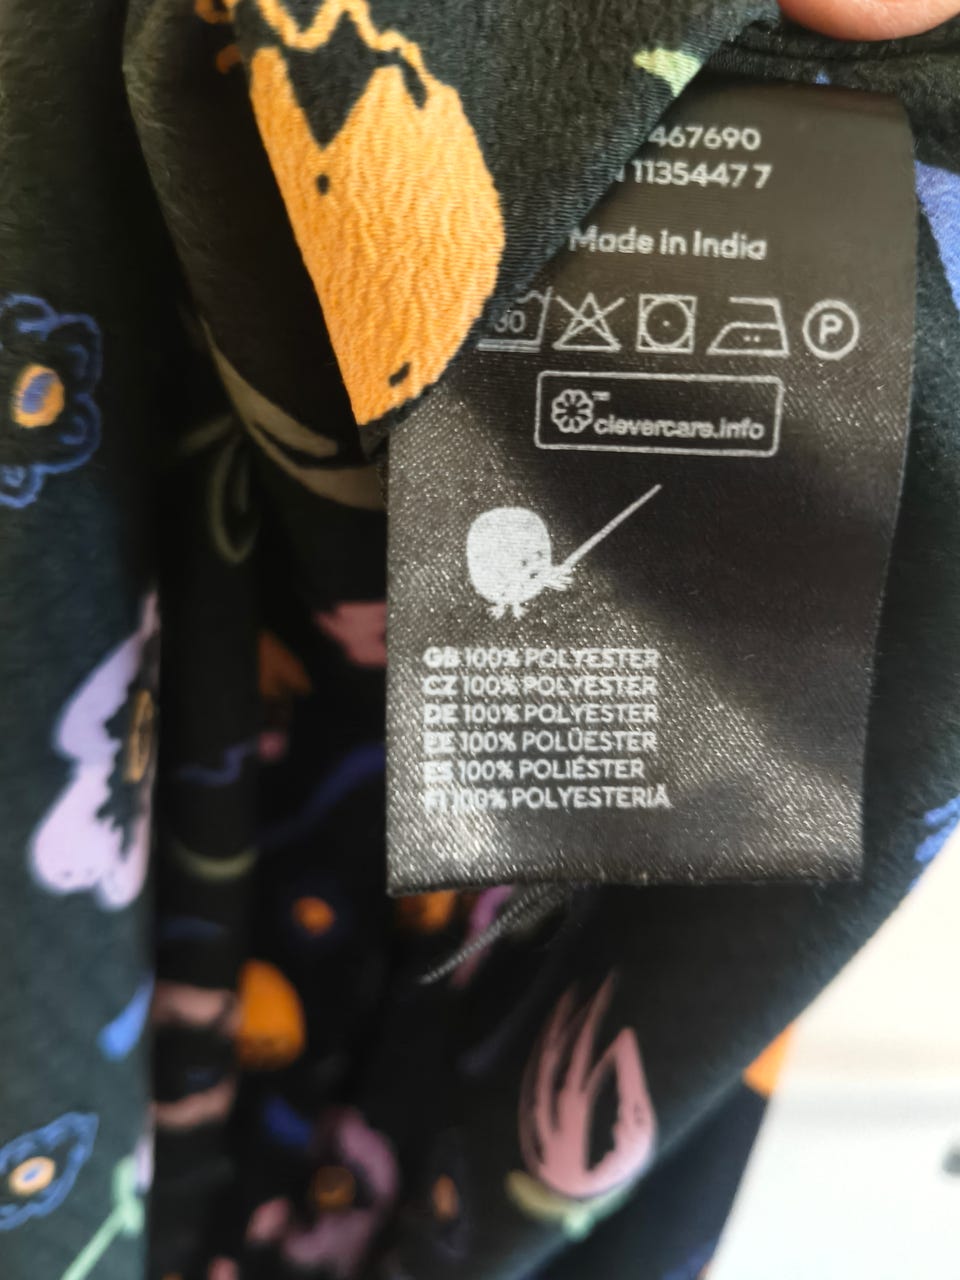 467690
11354477
Made in India
30
P
clevercare.info
GB 100% POLYESTER
CZ 100% POLYESTER
DE 100% POLYESTER
EE 100% POLÜESTER
ES 100% POLIÉSTER
FI 100% POLYESTERIÄ